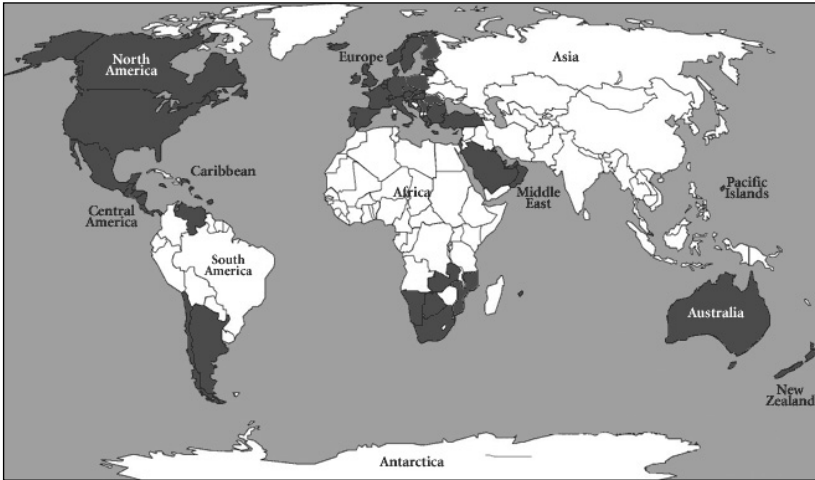 North
America
Europe
Asia
Caribbean
Central
America
Africa
Middle
East
Pacific
Islands
South
America
Australia
New
Zealand
Antarctica